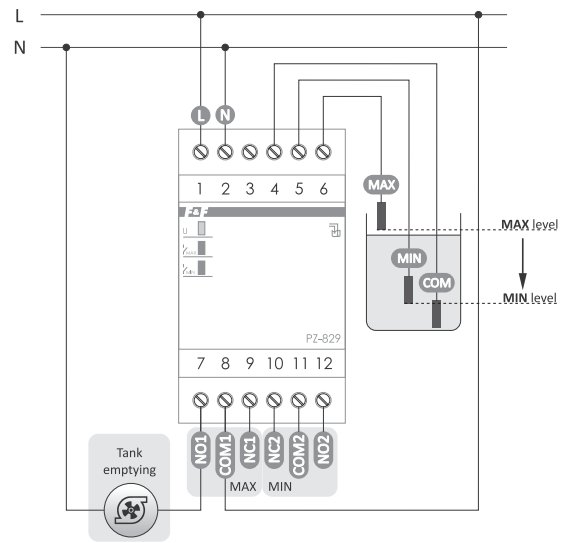 L
N
L N
1 2 3 4 5 6
F&F
U
PZ-829
7 8 9 10 11 12
NO1 COM1 NC1 NC2 COM2 NO2
MAX MIN
Tank
emptying
MAX
MIN
COM
MAX level
MIN level